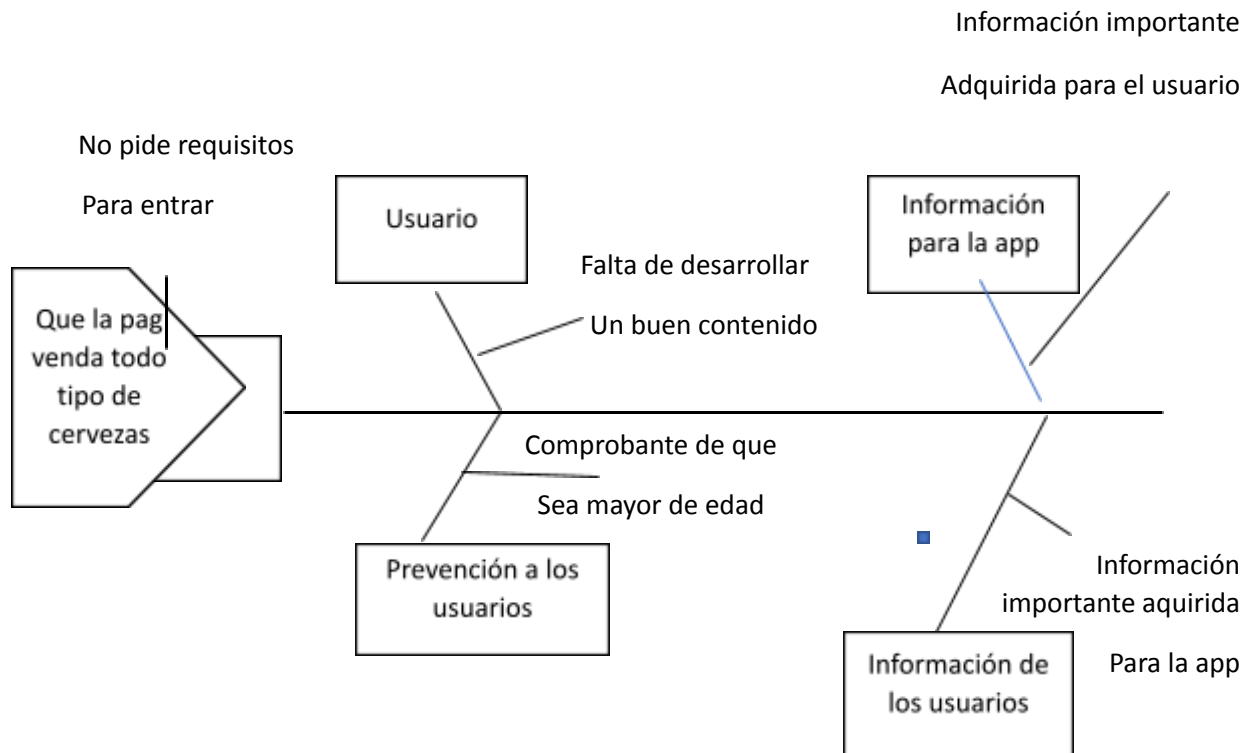 Información importante
Adquirida para el usuario
No pide requisitos
Para entrar
Usuario
Información
para la app
Falta de desarrollar
Un buen contenido
Que la pag
venda todo
tipo de
cervezas
Comprobante de que
Sea mayor de edad
Prevención a los
usuarios
Información
importante aquirida
Para la app
Información de
los usuarios